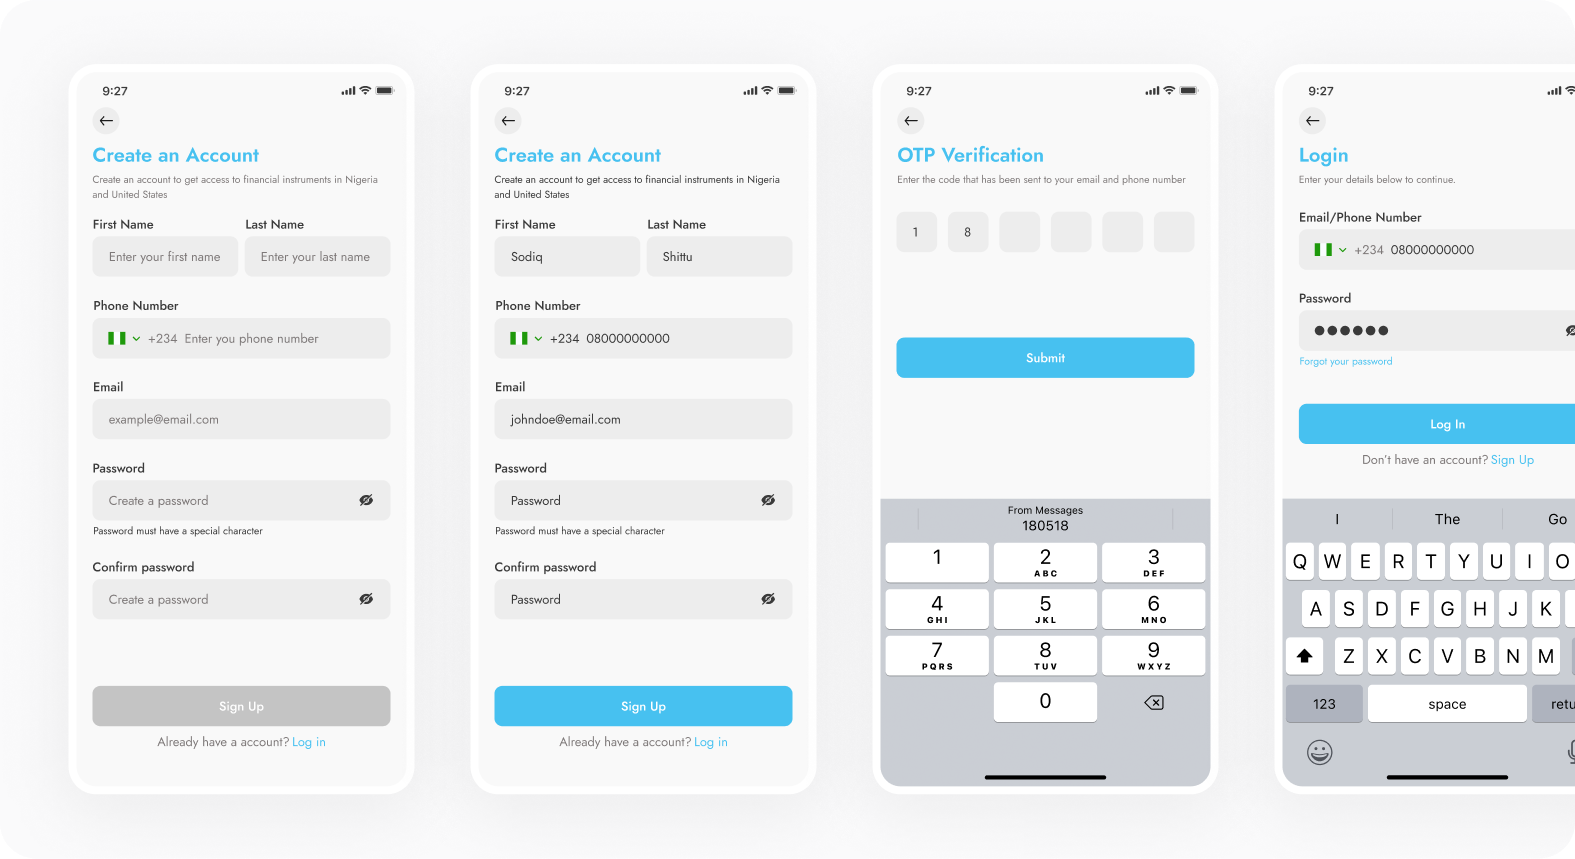 9:27
Create an Account
Create an account to get access to financial instruments in Nigeria
and United States
First Name
Last Name
Enter your first name
Enter your last name
Phone Number
+234 Enter you phone number
Email
example@email.com
Password
Create a password
Password must have a special character
Confirm password
Create a password
Sign Up
Already have a account? Log in
9:27
Create an Account
Create an account to get access to financial instruments in Nigeria
and United States
First Name
Last Name
Sodiq
Shittu
Phone Number
+234 08000000000
Email
johndoe@email.com
Password
Password
Password must have a special character
Confirm password
Password
Sign Up
Already have a account? Log in
9:27
OTP Verification
Enter the code that has been sent to your email and phone number
1 8
Submit
From Messages
180518
1 2 3
ABC DEF
4 5 6
GHI JKL MNO
7 8 9
PQRS TUV WXYZ
0
9:27
Login
Enter your details below to continue.
Email/Phone Number
+234 08000000000
Password
Forgot your password
Log In
Don't have an account? Sign Up
I The Go
Q W E R T Y U I O
A S D F G H J K
Z X C V B N M
123 space retu